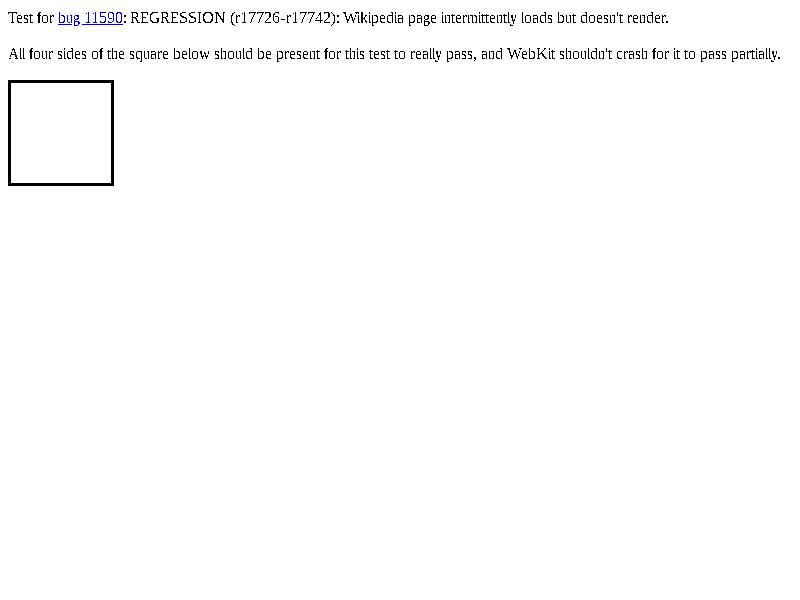 Test for bug 11590: REGRESSION (r17726-r17742): Wikipedia page intermittently loads but doesn't render.
All four sides of the square below should be present for this test to really pass, and WebKit shouldn't crash for it to pass partially.